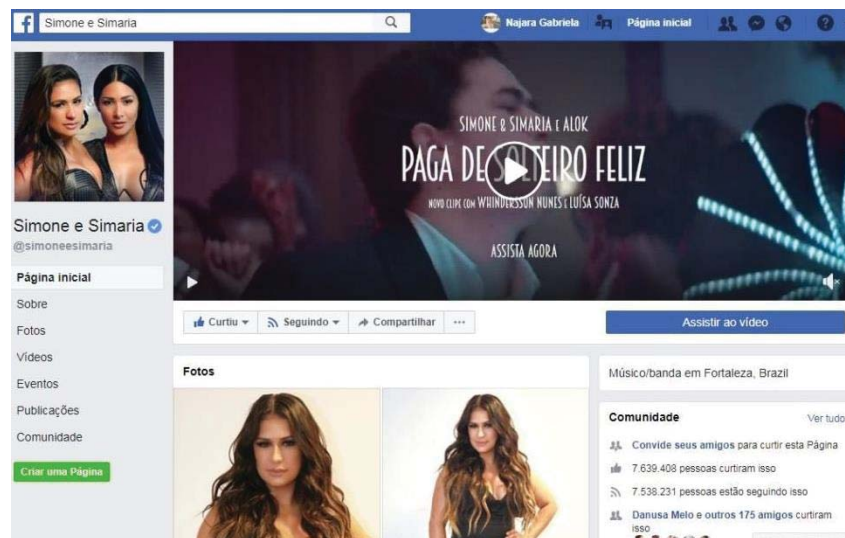 Simone e Simaria
Najara Gabriela
Página inicial
SIMONE & SIMARIA E ALOK
PAGA DE SOLTEIRO FELIZ
NOVO CLIPE COM WHINDERSSON NUNES E LUÍSA SONZA
ASSISTA AGORA
Simone e Simaria
@simoneesimaria
Página inicial
Sobre
Fotos
Vídeos
Eventos
Publicações
Comunidade
Criar uma Página
Curtiu
Seguindo
Compartilhar
Assistir ao vídeo
Fotos
Músico/banda em Fortaleza, Brazil
Comunidade
Ver tudo
Convide seus amigos para curtir esta Página
7.639.408 pessoas curtiram isso
7.538.231 pessoas estão seguindo isso
Danusa Melo e outros 175 amigos curtiram
isso